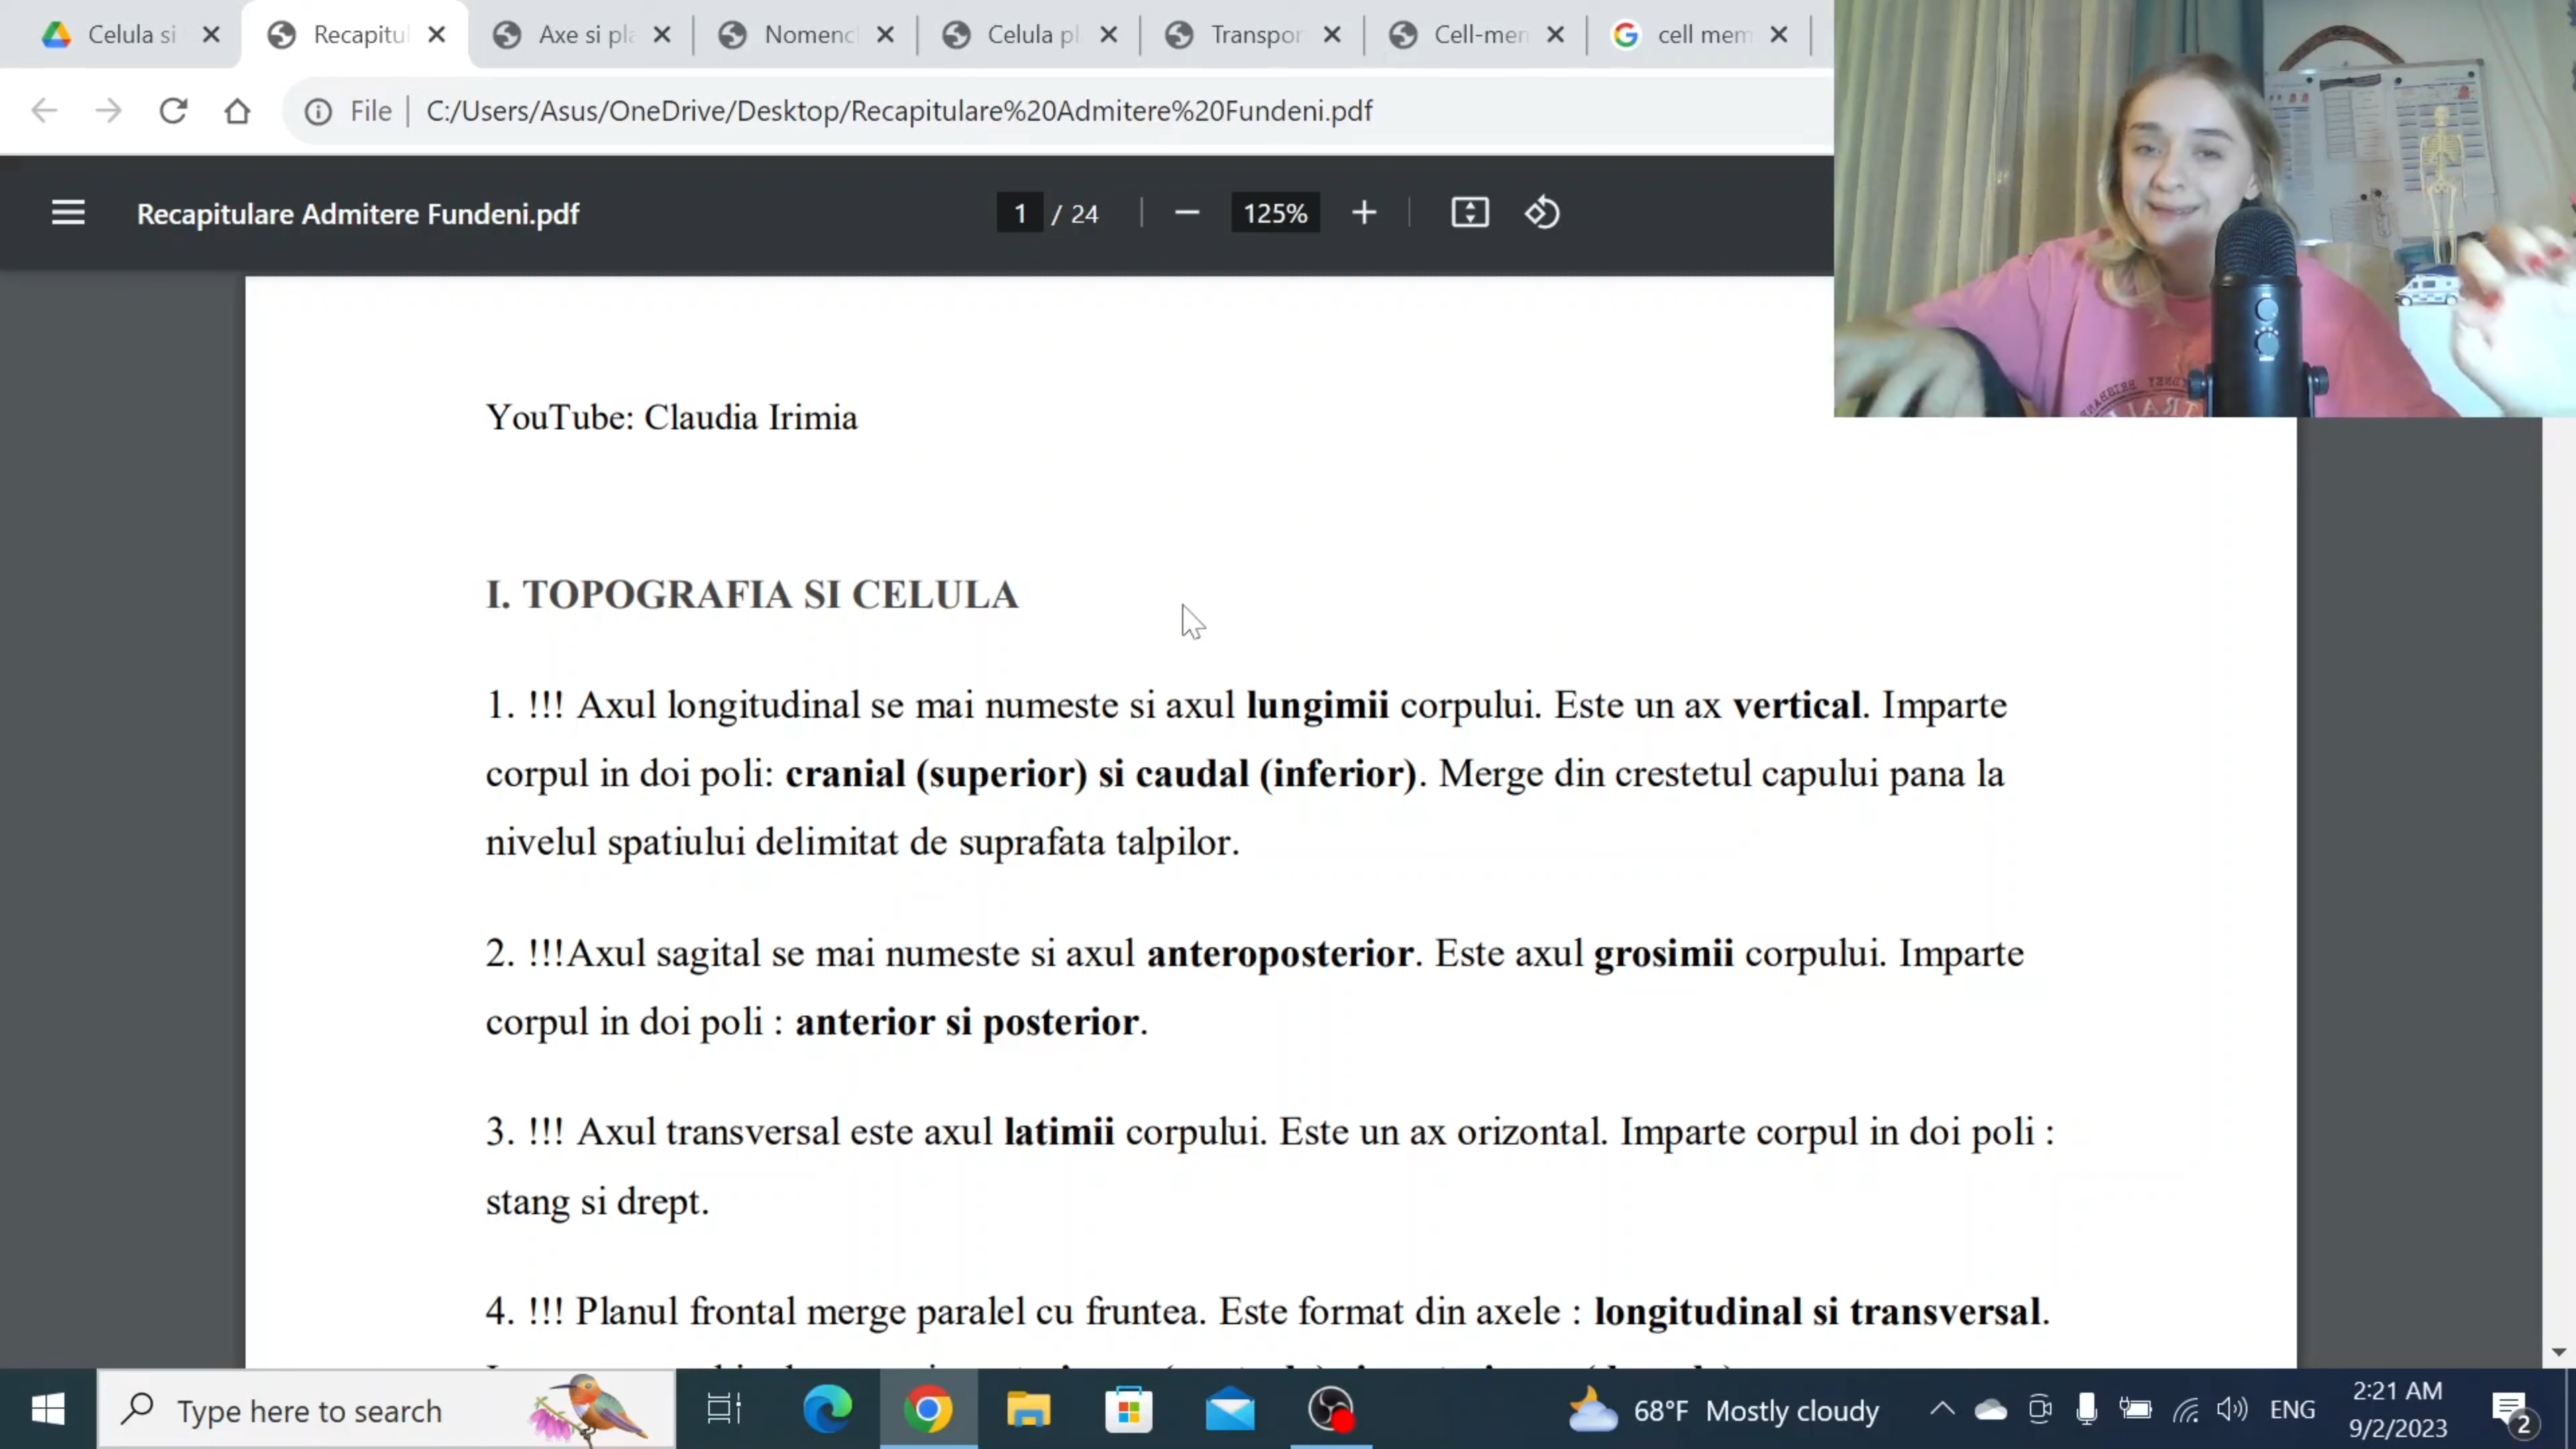 Celula si
Recapitul
Axe si pla
Nomencl
Celula pl
Transpor
Cell-men
cell mem
File
C:/Users/Asus/OneDrive/Desktop/Recapitulare%20Admitere%20Fundeni.pdf
Recapitulare Admitere Fundeni.pdf
1 / 24
125%
YouTube: Claudia Irimia
I. TOPOGRAFIA SI CELULA
1. !!! Axul longitudinal se mai numeste si axul lungimii corpului. Este un ax vertical. Imparte
corpul in doi poli: cranial (superior) si caudal (inferior). Merge din crestetul capului pana la
nivelul spatiului delimitat de suprafata talpilor.
2. !!!Axul sagital se mai numeste si axul anteroposterior. Este axul grosimii corpului. Imparte
corpul in doi poli : anterior si posterior.
3. !!! Axul transversal este axul latimii corpului. Este un ax orizontal. Imparte corpul in doi poli :
stang si drept.
4. !!! Planul frontal merge paralel cu fruntea. Este format din axele : longitudinal si transversal.
Type here to search
68°F Mostly cloudy
ENG
2:21 AM
9/2/2023
2